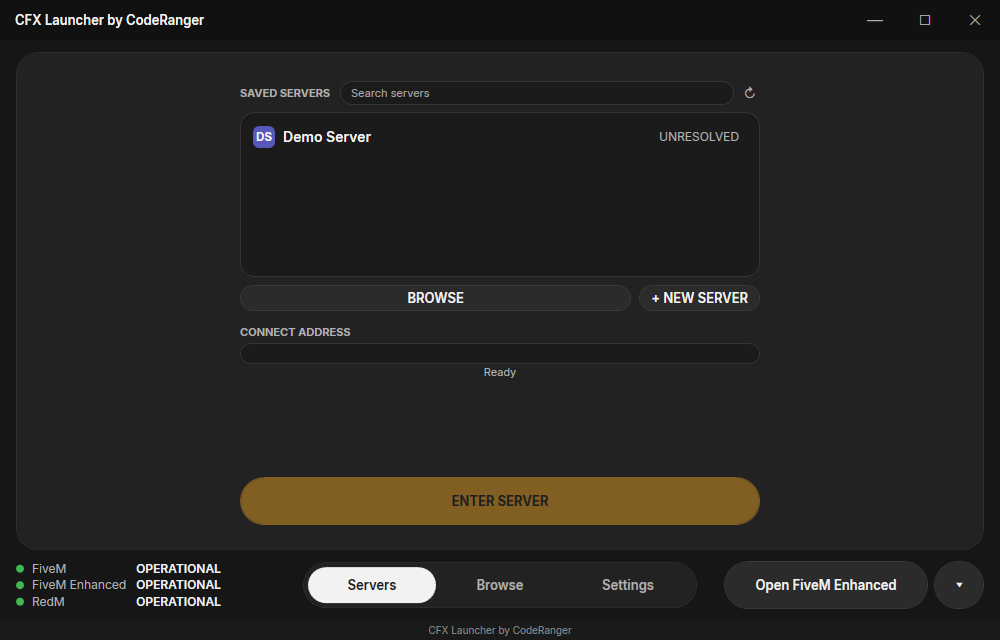 CFX Launcher by CodeRanger
SAVED SERVERS Search servers
DS Demo Server UNRESOLVED
BROWSE + NEW SERVER
CONNECT ADDRESS
Ready
ENTER SERVER
FiveM OPERATIONAL
FiveM Enhanced OPERATIONAL
RedM OPERATIONAL
Servers Browse Settings
Open FiveM Enhanced
CFX Launcher by CodeRanger